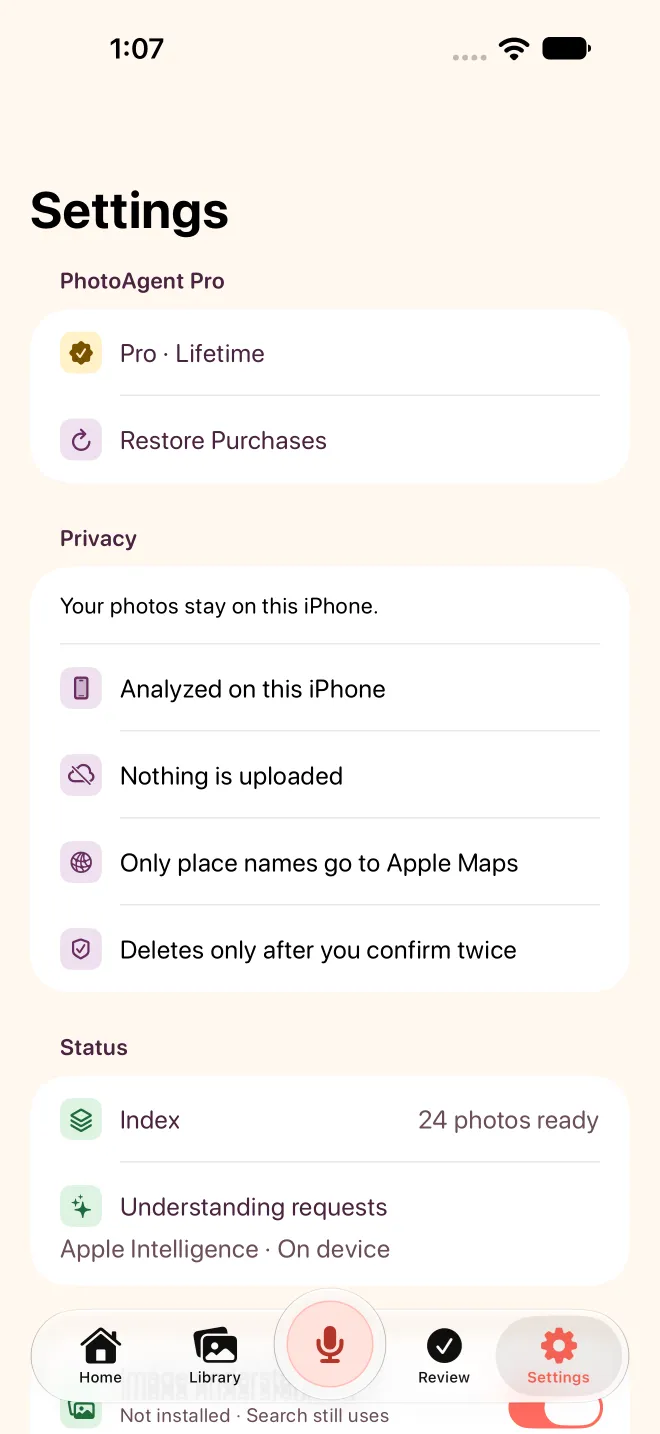 1:07
Settings
PhotoAgent Pro
Pro · Lifetime
Restore Purchases
Privacy
Your photos stay on this iPhone.
Analyzed on this iPhone
Nothing is uploaded
Only place names go to Apple Maps
Deletes only after you confirm twice
Status
Index 24 photos ready
Understanding requests
Apple Intelligence · On device
Home Library Review Settings
Not installed · Search still uses